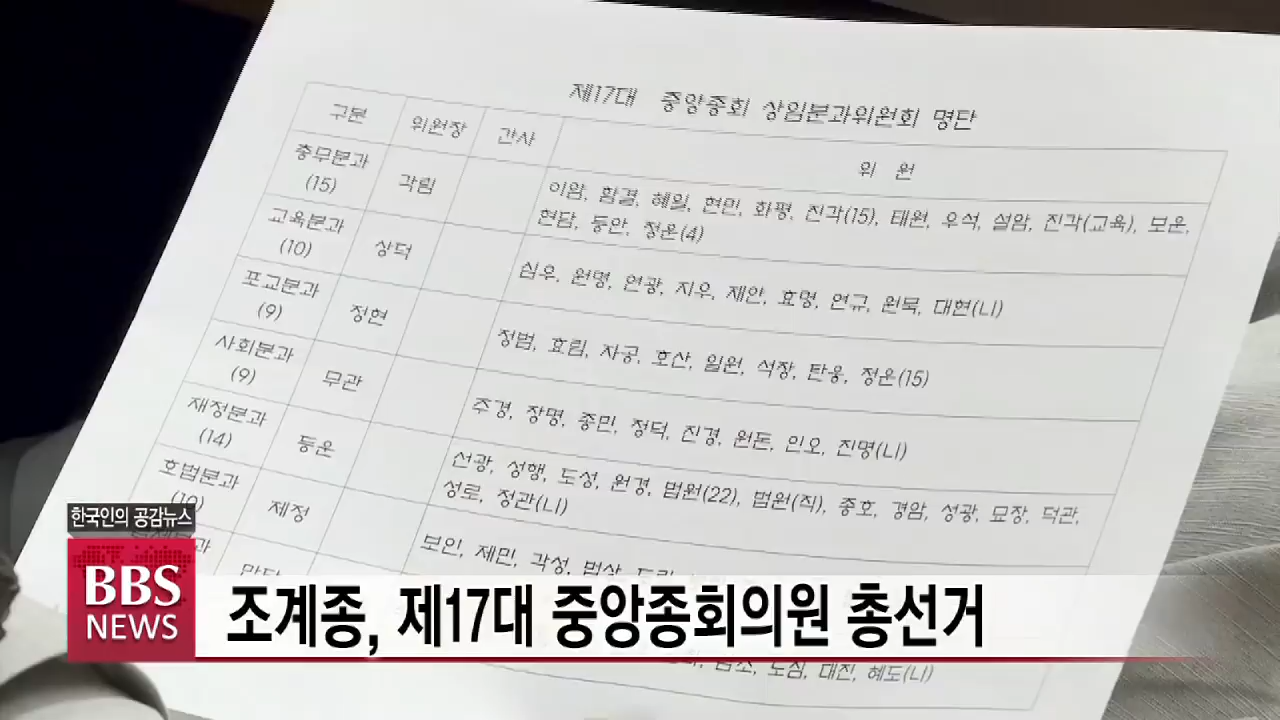 제17대 중앙종회 상임분과위원회 명단
구분 위원장 간사 위 원
총무분과 (15) 각림 이암, 함결, 혜일, 현민, 화평, 진각(15), 태원, 우석, 설암, 진각(교육), 보운,
현담, 동안, 정운(4)
교육분과 (10) 상덕 심우, 원명, 연광, 지우, 제안, 효명, 연규, 원묵, 대현(니)
포교분과 (9) 정현 정범, 효림, 자공, 호산, 일원, 석장, 탄웅, 정운(15)
사회분과 (9) 무관 주경, 장명, 종민, 정덕, 진경, 원돈, 인오, 진명(니)
재정분과 (14) 등운 선광, 성행, 도성, 원경, 법원(22), 법원(직), 종호, 경암, 성광, 묘장, 덕관,
성로, 정관(니)
호법분과 제정 보인, 제민, 각성, 범상,
도심, 대진, 혜도(니)
한국인의 공감뉴스
BBS
NEWS
조계종, 제17대 중앙종회의원 총선거